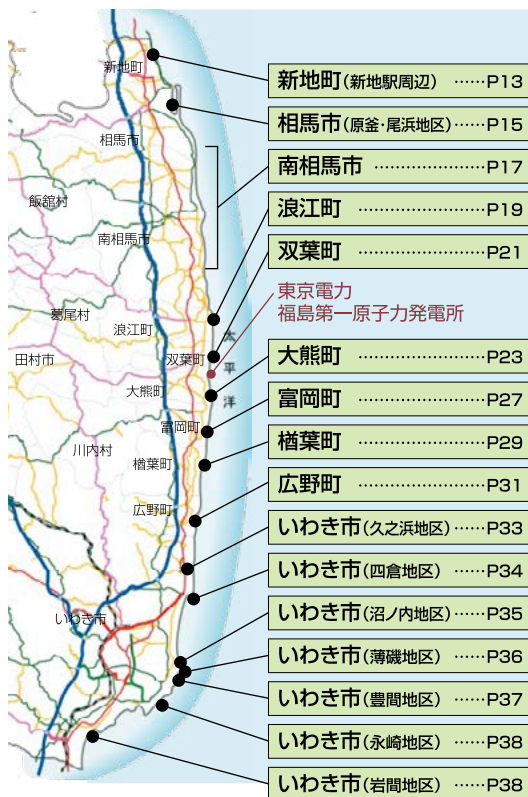 新地町
相馬市
飯舘村
南相馬市
葛尾村
浪江町
田村市
双葉町
大熊町
富岡町
川内村
楢葉町
広野町
いわき市
太平洋
新地町(新地駅周辺) ……P13
相馬市(原釜・尾浜地区)……P15
南相馬市 …………………P17
浪江町 …………………P19
双葉町 …………………P21
東京電力
福島第一原子力発電所
大熊町 …………………P23
富岡町 …………………P27
楢葉町 …………………P29
広野町 …………………P31
いわき市(久之浜地区)……P33
いわき市(四倉地区)……P34
いわき市(沼ノ内地区)……P35
いわき市(薄磯地区)……P36
いわき市(豊間地区)……P37
いわき市(永崎地区)……P38
いわき市(岩間地区)……P38